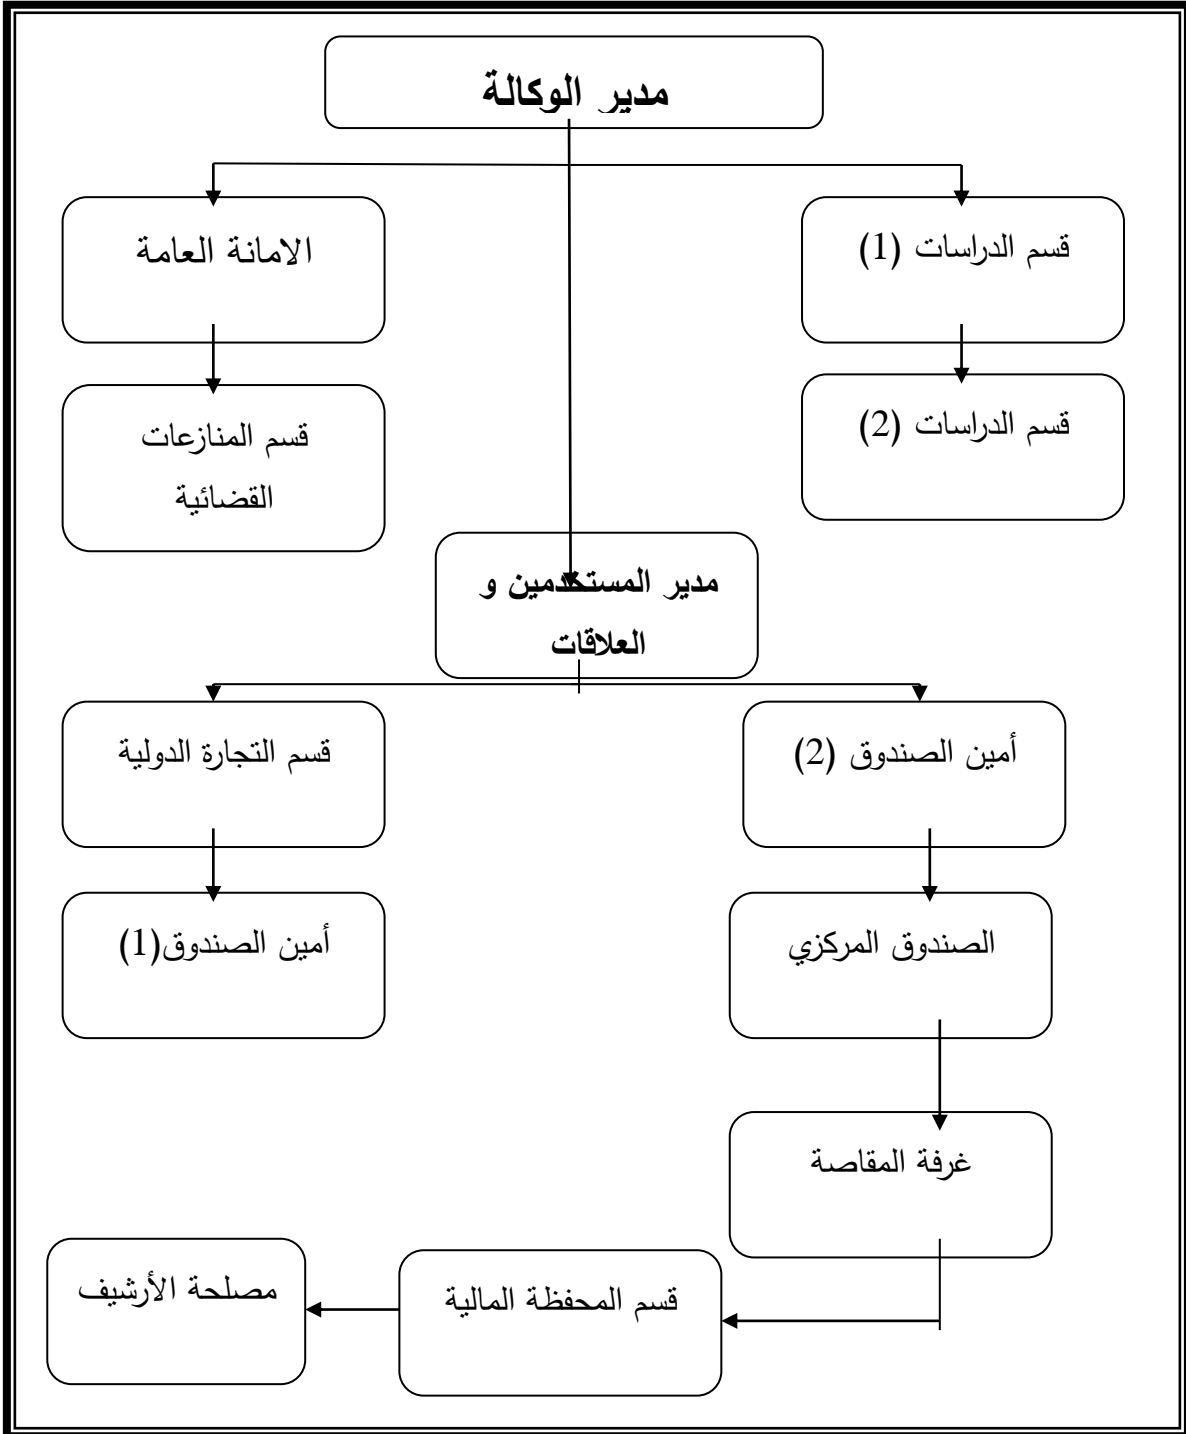 مدير الوكالة
قسم الدراسات (1)
الامانة العامة
قسم الدراسات (2)
قسم المنازعات
القضائية
مدير المستخدمين و
العلاقات
أمين الصندوق (2)
قسم التجارة الدولية
الصندوق المركزي
أمين الصندوق(1)
غرفة المقاصة
قسم المحفظة المالية
مصلحة الأرشيف